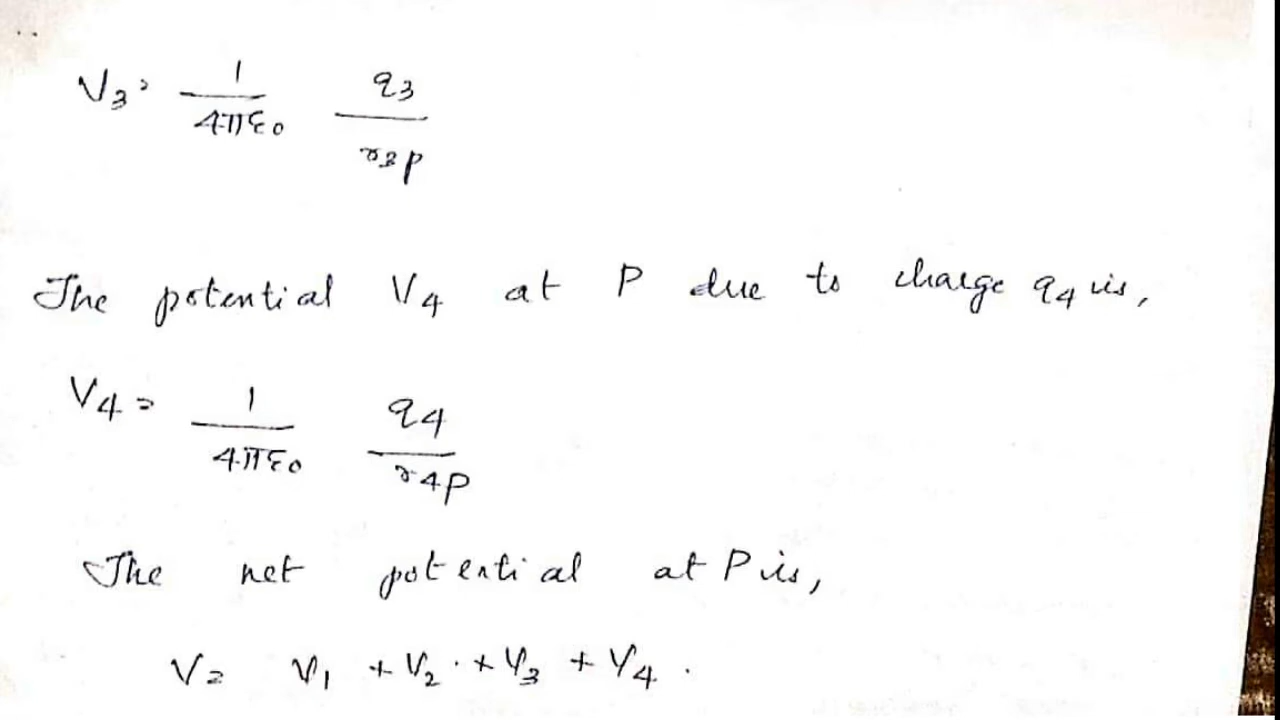 V3 = 1/4πε0 q3/r3p
The potential V4 at P due to charge q4 is,
V4 = 1/4πε0 q4/r4p
The net potential at P is,
V = V1 + V2 + V3 + V4.